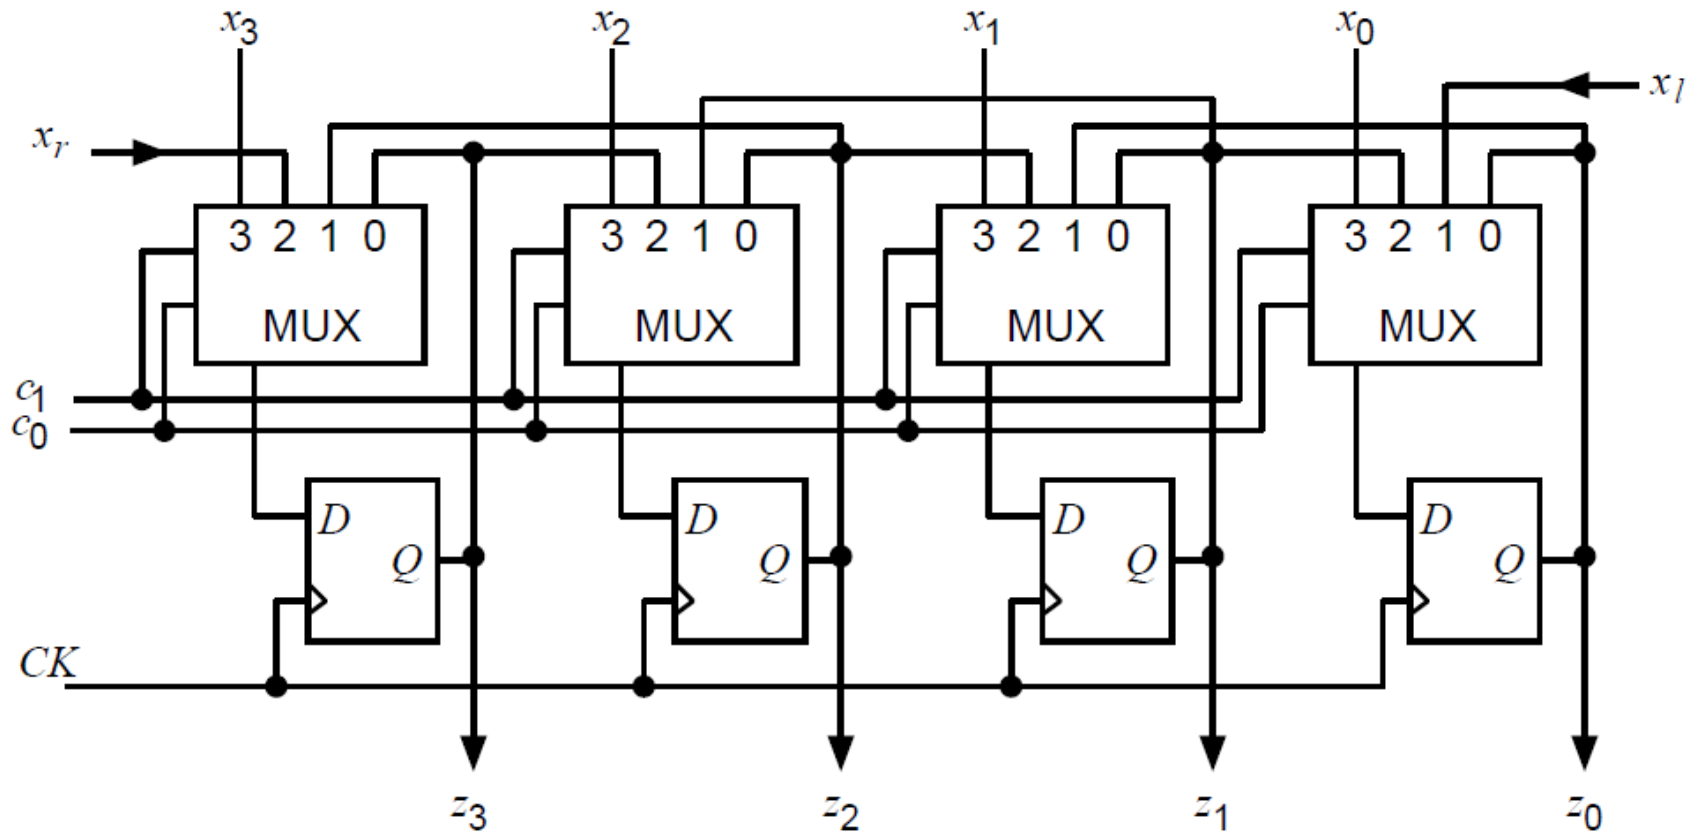 x3 x2 x1 x0
xl
xr
3 2 1 0 3 2 1 0 3 2 1 0 3 2 1 0
MUX MUX MUX MUX
c1
c0
D D D D
Q Q Q Q
CK
z3 z2 z1 z0